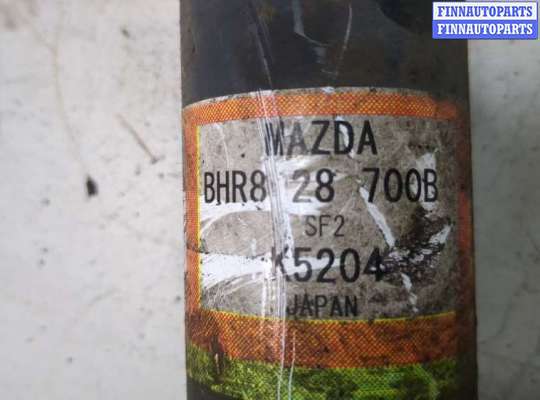 FINNAUTOPARTS
FINNAUTOPARTS
MAZDA
BHR8 28 700B
SF2
K5204
JAPAN